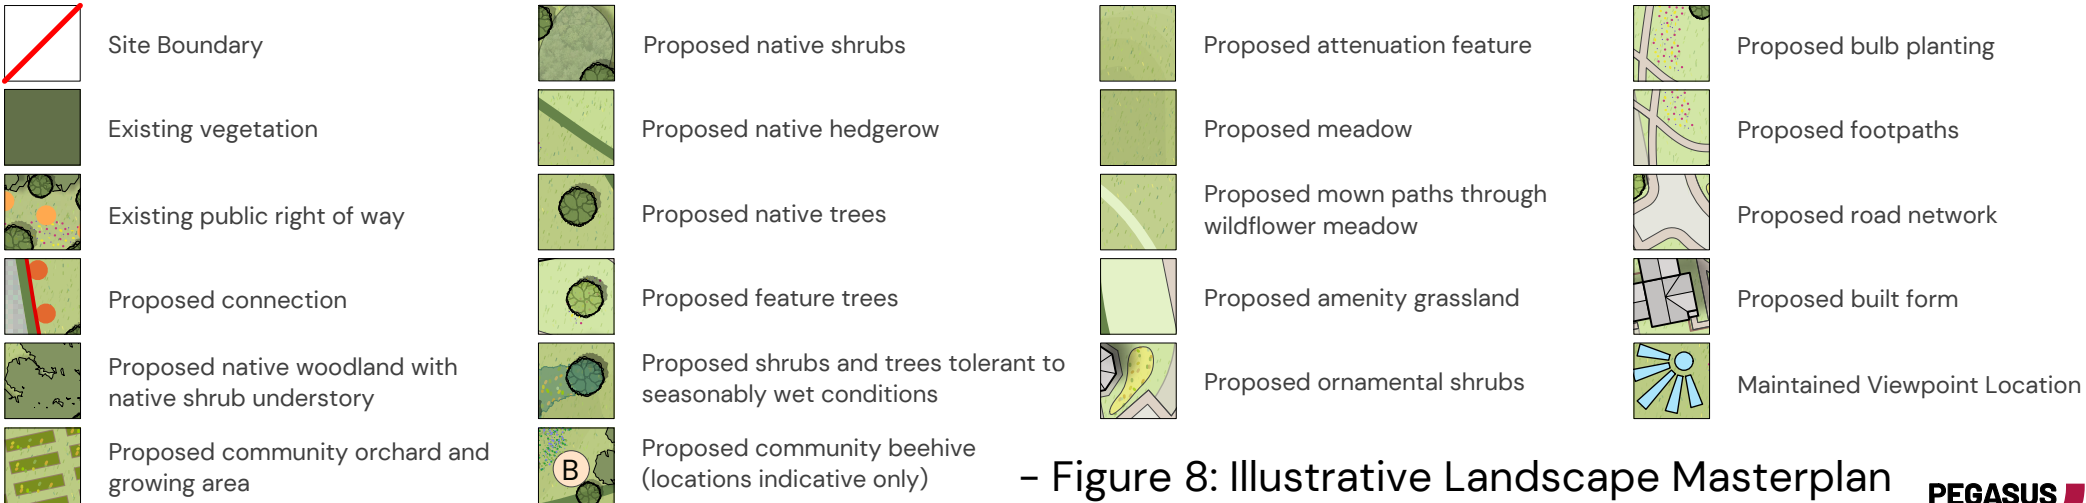 Site Boundary
Existing vegetation
Existing public right of way
Proposed connection
Proposed native woodland with
native shrub understory
Proposed community orchard and
growing area
Proposed native shrubs
Proposed native hedgerow
Proposed native trees
Proposed feature trees
Proposed shrubs and trees tolerant to
seasonably wet conditions
B
Proposed community beehive
(locations indicative only)
Proposed attenuation feature
Proposed meadow
Proposed mown paths through
wildflower meadow
Proposed amenity grassland
Proposed ornamental shrubs
Proposed bulb planting
Proposed footpaths
Proposed road network
Proposed built form
Maintained Viewpoint Location
- Figure 8: Illustrative Landscape Masterplan
PEGASUS